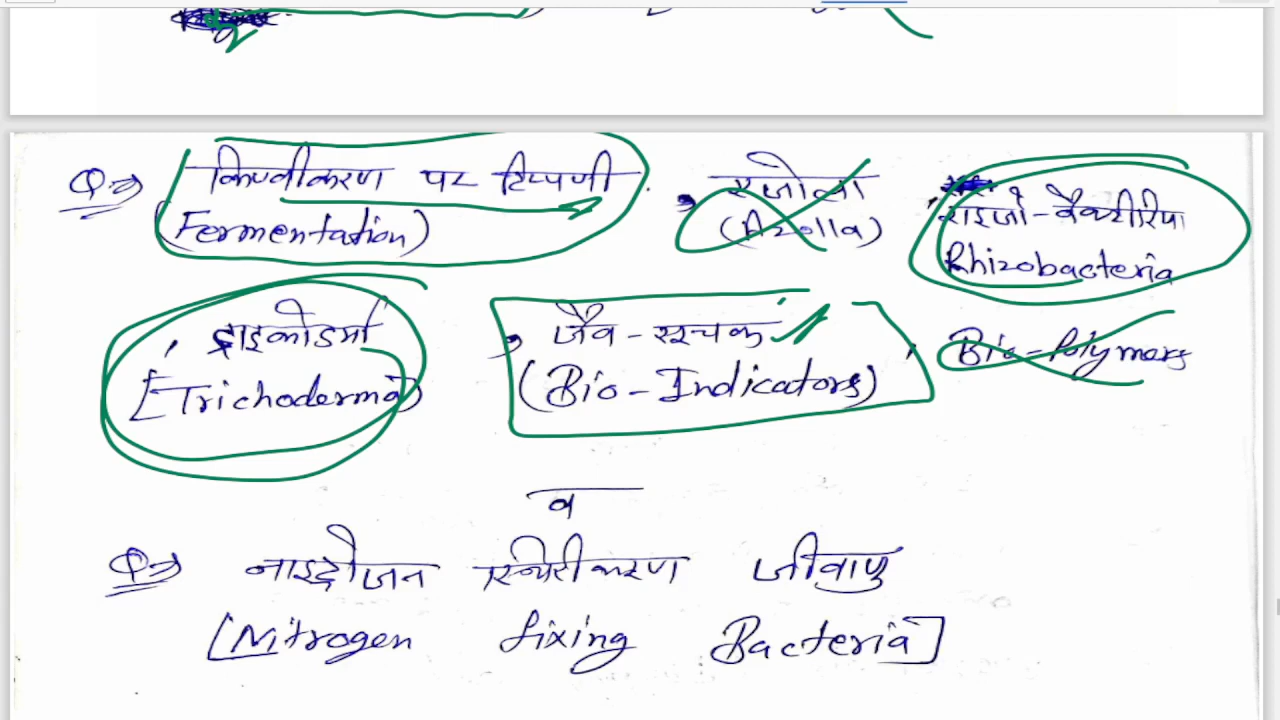 Q⇒ किण्वीकरण पर टिप्पणी, एजोला, राइजो-बैक्टीरिया
(Fermentation) (Azolla) Rhizobacteria
, ट्राइकोडर्मा, जैव-सूचक, Bio-Polymars
[Trichoderma) (Bio-Indicators)
व
Q⇒ नाइट्रोजन स्थिरीकरण जीवाणु
[Nitrogen fixing Bacteria]